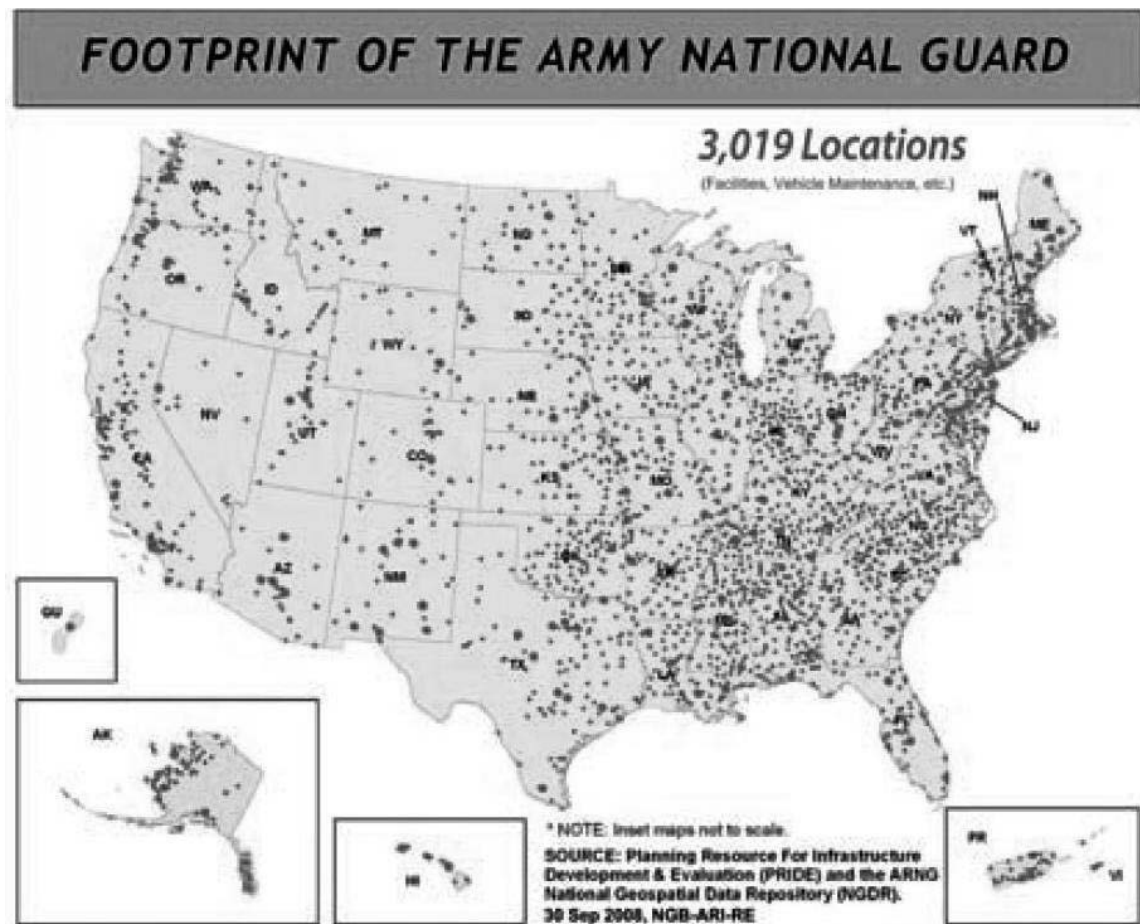 FOOTPRINT OF THE ARMY NATIONAL GUARD
3,019 Locations
(Facilities, Vehicle Maintenance, etc.)
NH
VT
ME
WA
MT
ND
OR
ID
SD
WY
NY
MI
PA
NE
NV
UT
CO
KS
MO
NJ
WV
VA
KY
CA
AZ
NM
TX
AL
GA
LA
GU
AK
HI
PR
VI
* NOTE: Inset maps not to scale.
SOURCE: Planning Resource For Infrastructure
Development & Evaluation (PRIDE) and the ARNG
National Geospatial Data Repository (NGDR).
30 Sep 2008, NGB-ARI-RE